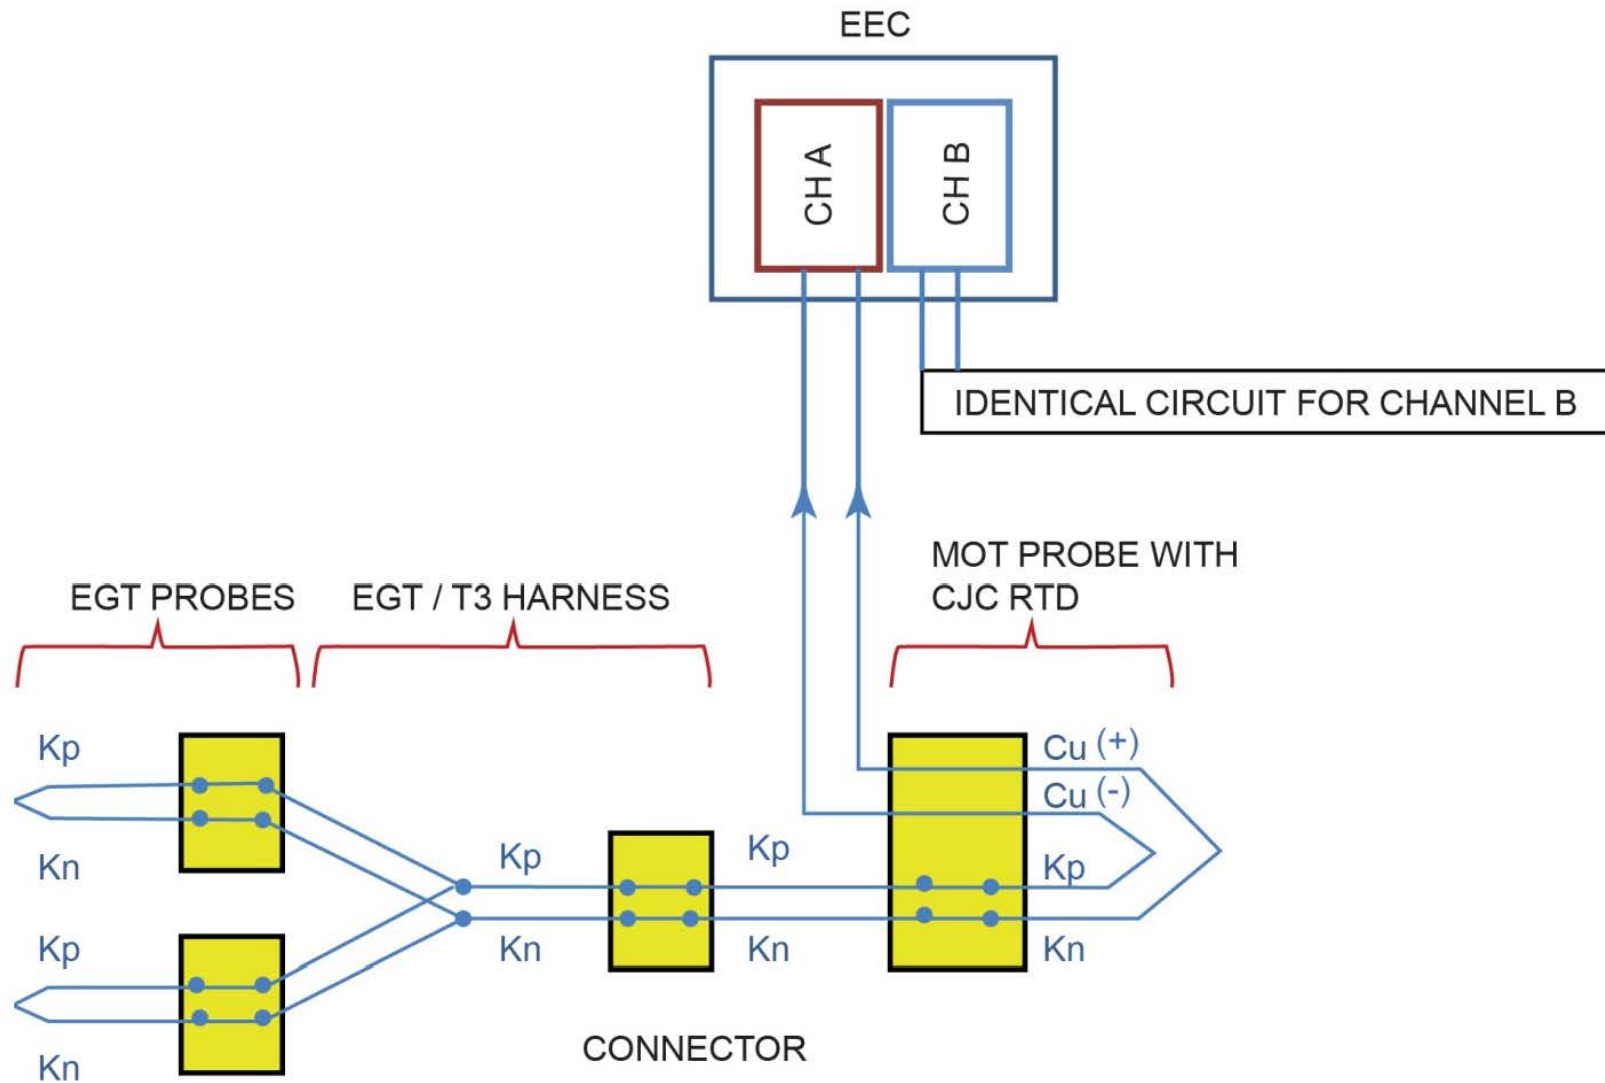 EEC
CH A
CH B
IDENTICAL CIRCUIT FOR CHANNEL B
MOT PROBE WITH
CJC RTD
EGT PROBES
EGT / T3 HARNESS
Kp
Kn
Kp
Kn
Kp
Kn
Kp
Kn
Cu (+)
Cu (-)
Kp
Kn
CONNECTOR